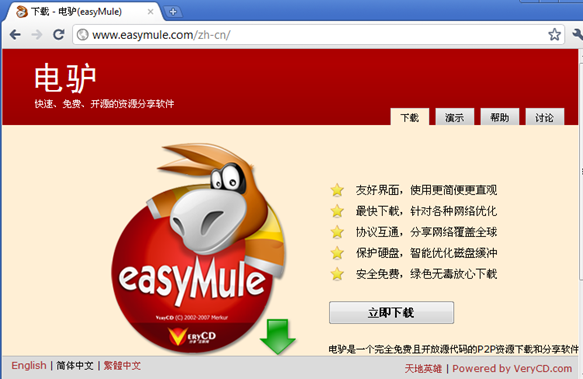 下载 - 电驴(easyMule)
www.easymule.com/zh-cn/
电驴
快速、免费、开源的资源分享软件
下载 演示 帮助 讨论
友好界面，使用更简便更直观
最快下载，针对各种网络优化
协议互通，分享网络覆盖全球
保护硬盘，智能优化磁盘缓冲
安全免费，绿色无毒放心下载
easyMule
VeryCD (C) 2002-2007 Merkur
VERYCD
立即下载
电驴是一个完全免费且开放源代码的P2P资源下载和分享软件
English | 简体中文 | 繁體中文
天地英雄 | Powered by VeryCD.com